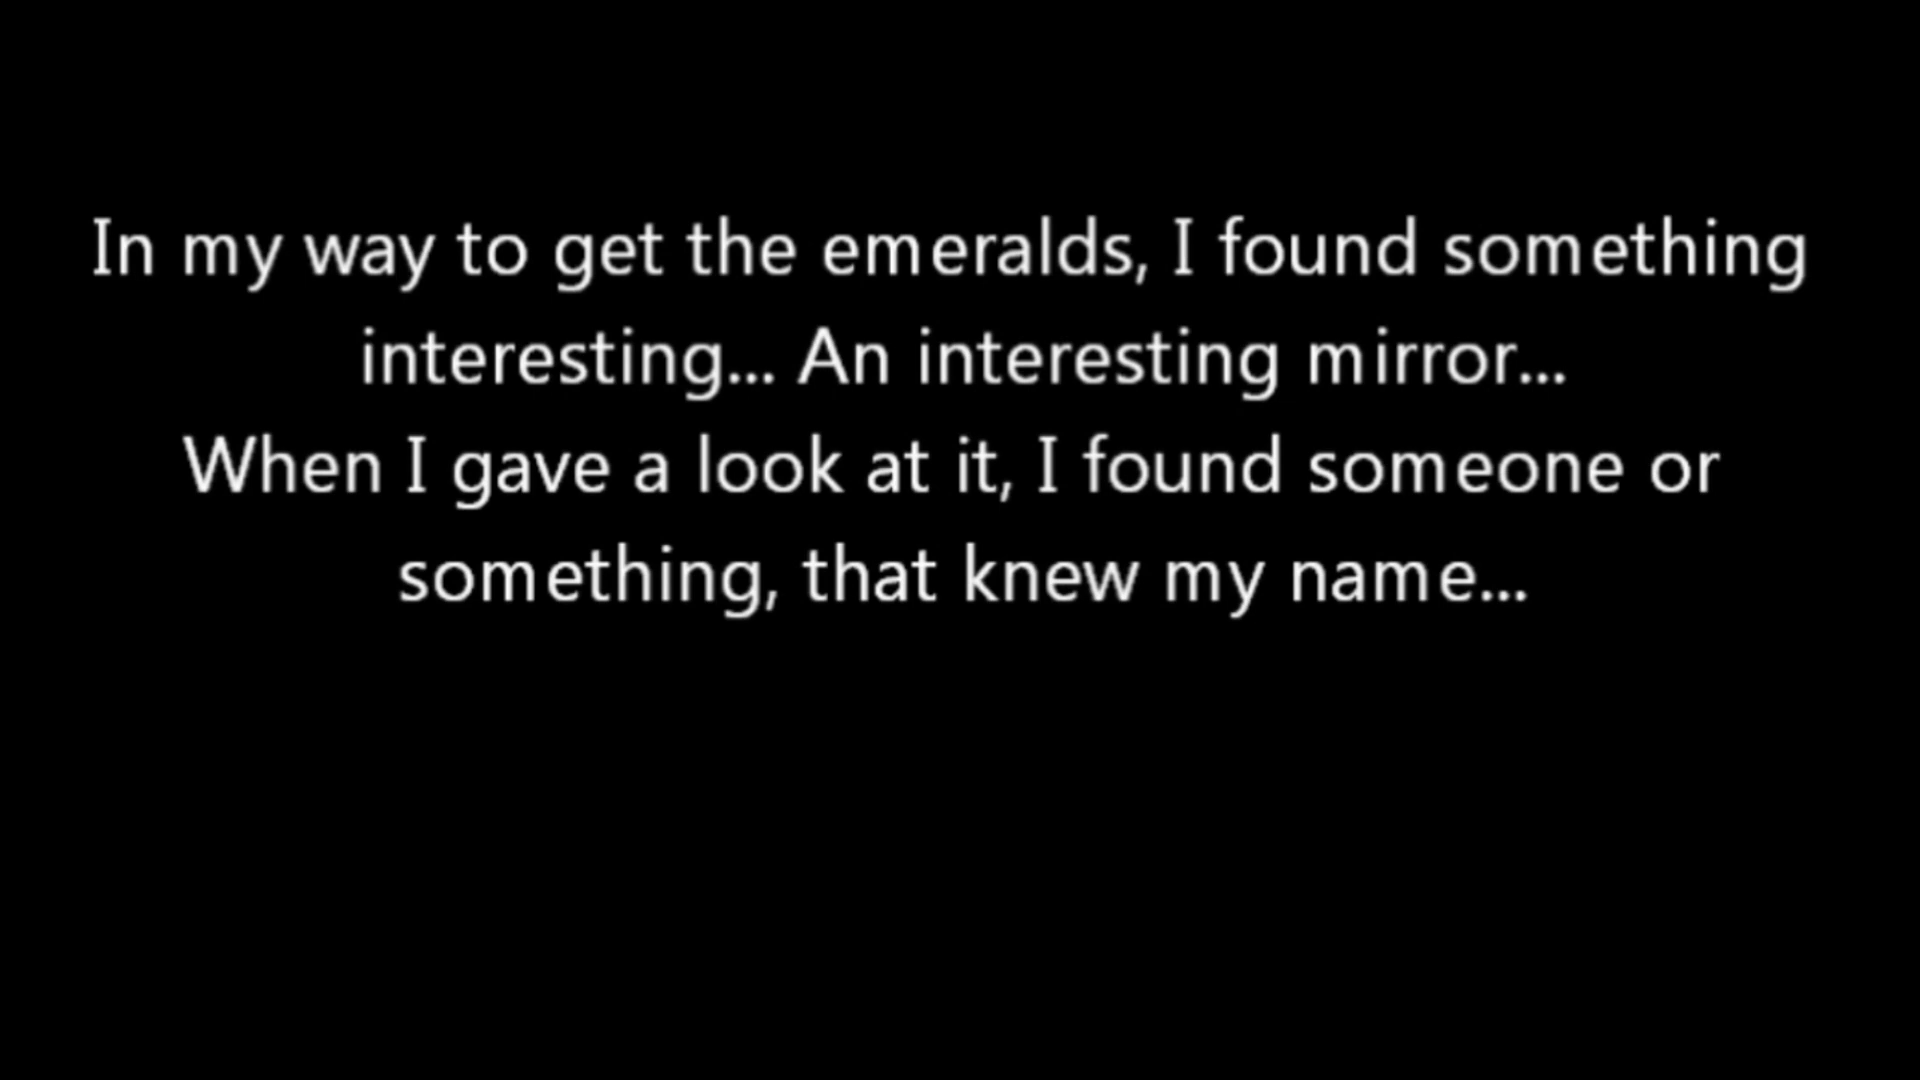 In my way to get the emeralds, I found something
interesting... An interesting mirror...
When I gave a look at it, I found someone or
something, that knew my name...